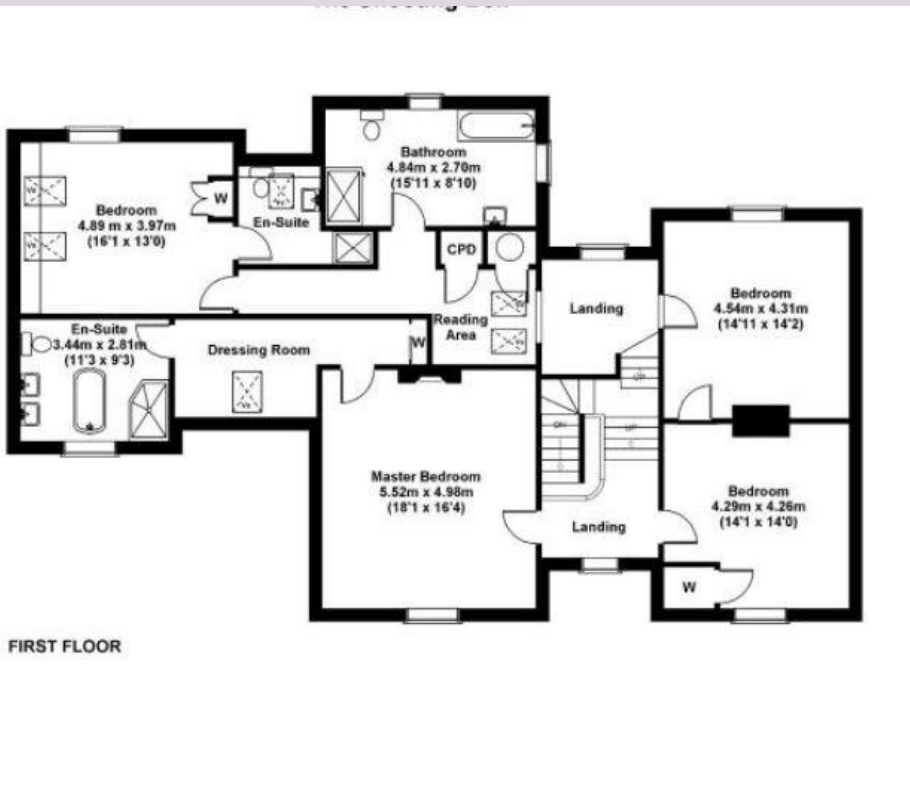 Bathroom
4.84m x 2.70m
(15'11 x 8'10)
Bedroom
4.89 m x 3.97m
(16'1 x 13'0)
W
En-Suite
CPD
Reading
Area
Landing
Bedroom
4.54m x 4.31m
(14'11 x 14'2)
En-Suite
3.44m x 2.81m
(11'3 x 9'3)
Dressing Room
W
UP
DN
UP
Master Bedroom
5.52m x 4.98m
(18'1 x 16'4)
Landing
Bedroom
4.29m x 4.26m
(14'1 x 14'0)
W
FIRST FLOOR